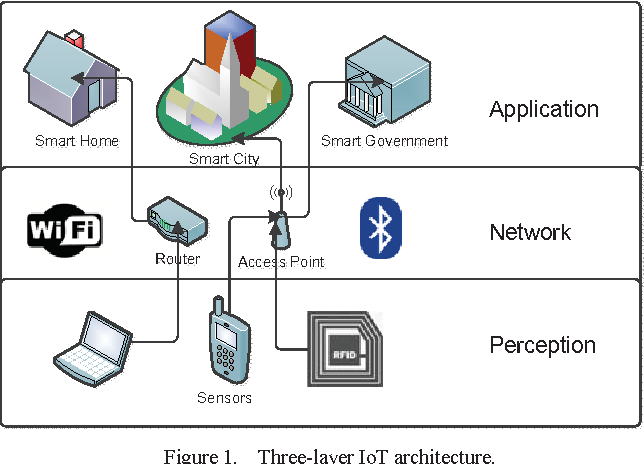 Smart Home
Smart City
Smart Government
Application
WiFi
Router
Access Point
Network
RFID
Sensors
Perception
Figure 1. Three-layer IoT architecture.